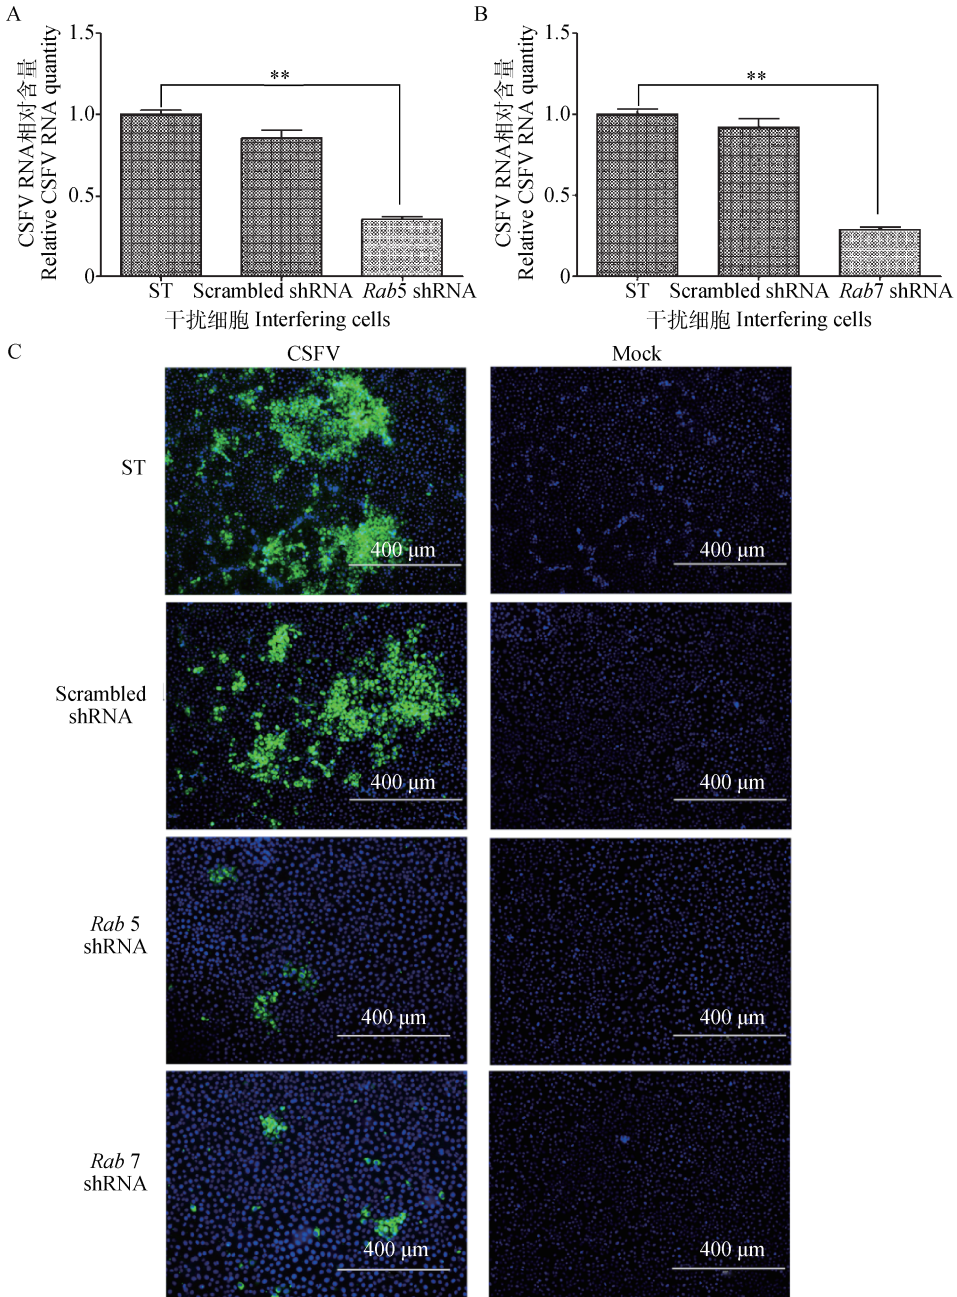 A
CSFV RNA相对含量
Relative CSFV RNA quantity
1.5
1.0
0.5
0
**
ST
Scrambled shRNA
Rab5 shRNA
干扰细胞 Interfering cells
B
CSFV RNA相对含量
Relative CSFV RNA quantity
1.5
1.0
0.5
0
**
ST
Scrambled shRNA
Rab7 shRNA
干扰细胞 Interfering cells
C
CSFV
Mock
ST
400 μm
400 μm
Scrambled
shRNA
400 μm
400 μm
Rab 5
shRNA
400 μm
400 μm
Rab 7
shRNA
400 μm
400 μm